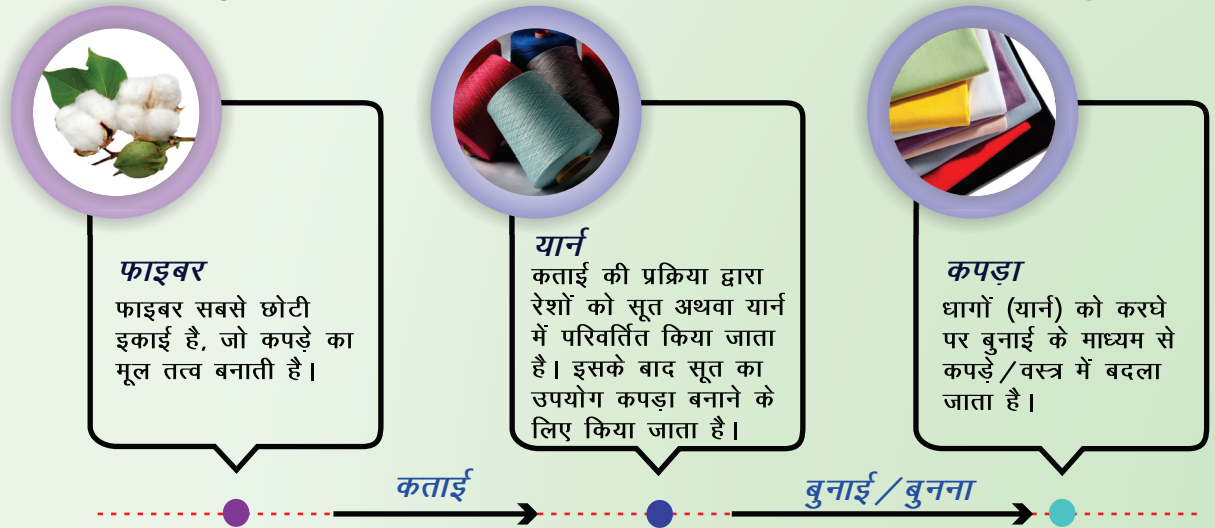 फाइबर
फाइबर सबसे छोटी
इकाई है, जो कपड़े का
मूल तत्व बनाती है।
यार्न
कताई की प्रक्रिया द्वारा
रेशों को सूत अथवा यार्न
में परिवर्तित किया जाता
है। इसके बाद सूत का
उपयोग कपड़ा बनाने के
लिए किया जाता है।
कपड़ा
धागों (यार्न) को करघे
पर बुनाई के माध्यम से
कपड़े/वस्त्र में बदला
जाता है।
कताई
बुनाई/बुनना